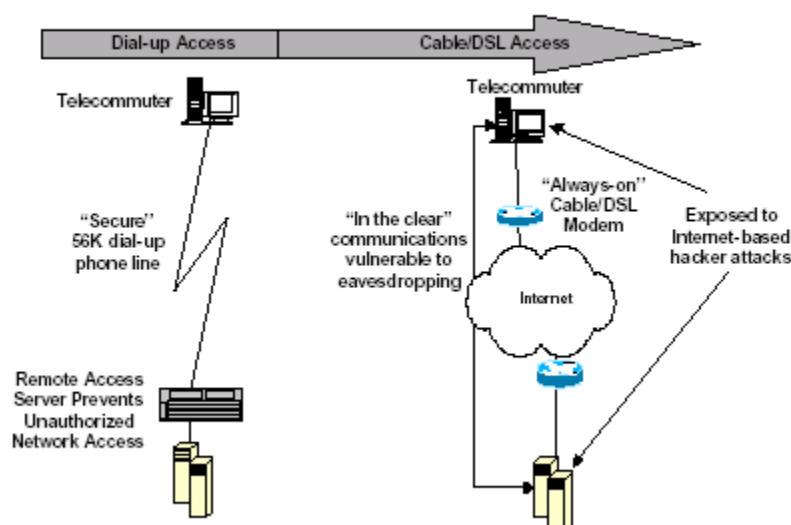 Dial-up Access
Cable/DSL Access
Telecommuter
Telecommuter
"Secure"
56K dial-up
phone line
"In the clear"
communications
vulnerable to
eavesdropping
"Always-on"
Cable/DSL
Modem
Exposed to
Internet-based
hacker attacks
Internet
Remote Access
Server Prevents
Unauthorized
Network Access